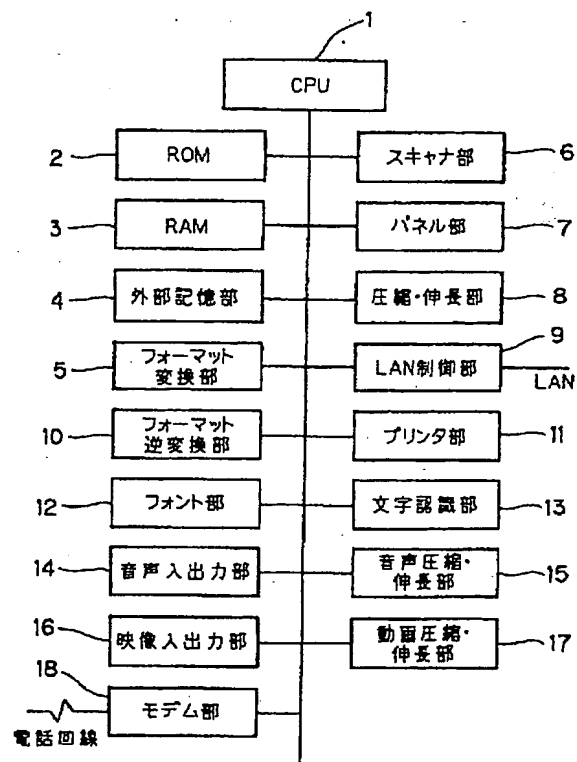 1
CPU
2
ROM
スキャナ部
6
3
RAM
パネル部
7
4
外部記憶部
圧縮・伸長部
8
5
フォーマット
変換部
LAN制御部
9
LAN
10
フォーマット
逆変換部
プリンタ部
11
12
フォント部
文字認識部
13
14
音声入出力部
音声圧縮・
伸長部
15
16
映像入出力部
動画圧縮・
伸長部
17
18
モデム部
電話回線